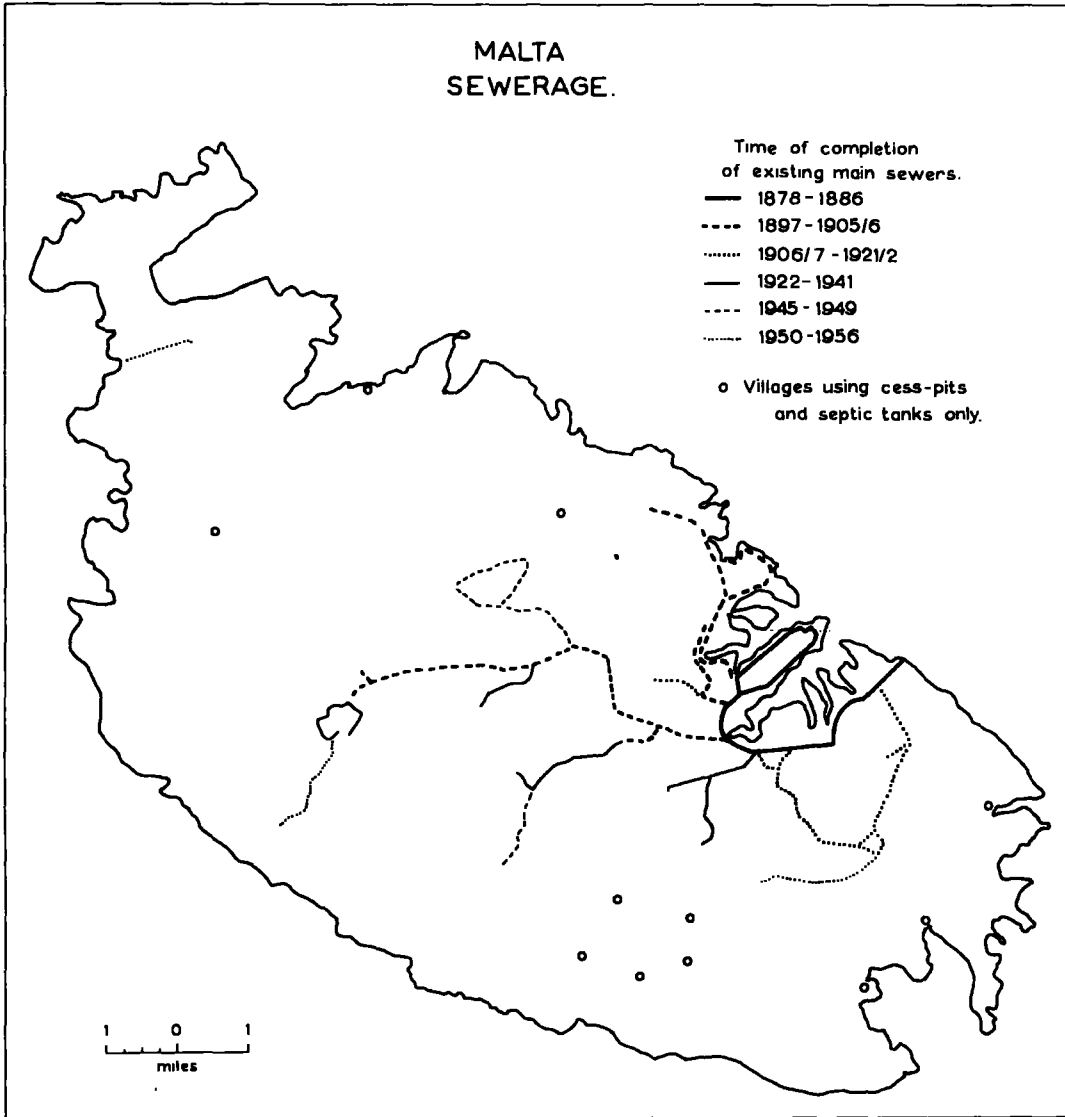 MALTA
SEWERAGE.
Time of completion
of existing main sewers.
1878-1886
1897-1905/6
1906/7-1921/2
1922-1941
1945-1949
1950-1956
o Villages using cess-pits
and septic tanks only.
1 0 1
miles